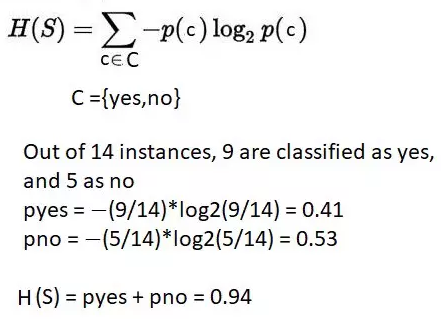 H(S) = ∑ −p(c) log₂ p(c)
c∈C
C ={yes,no}
Out of 14 instances, 9 are classified as yes,
and 5 as no
pyes = −(9/14)*log2(9/14) = 0.41
pno = −(5/14)*log2(5/14) = 0.53
H(S) = pyes + pno = 0.94